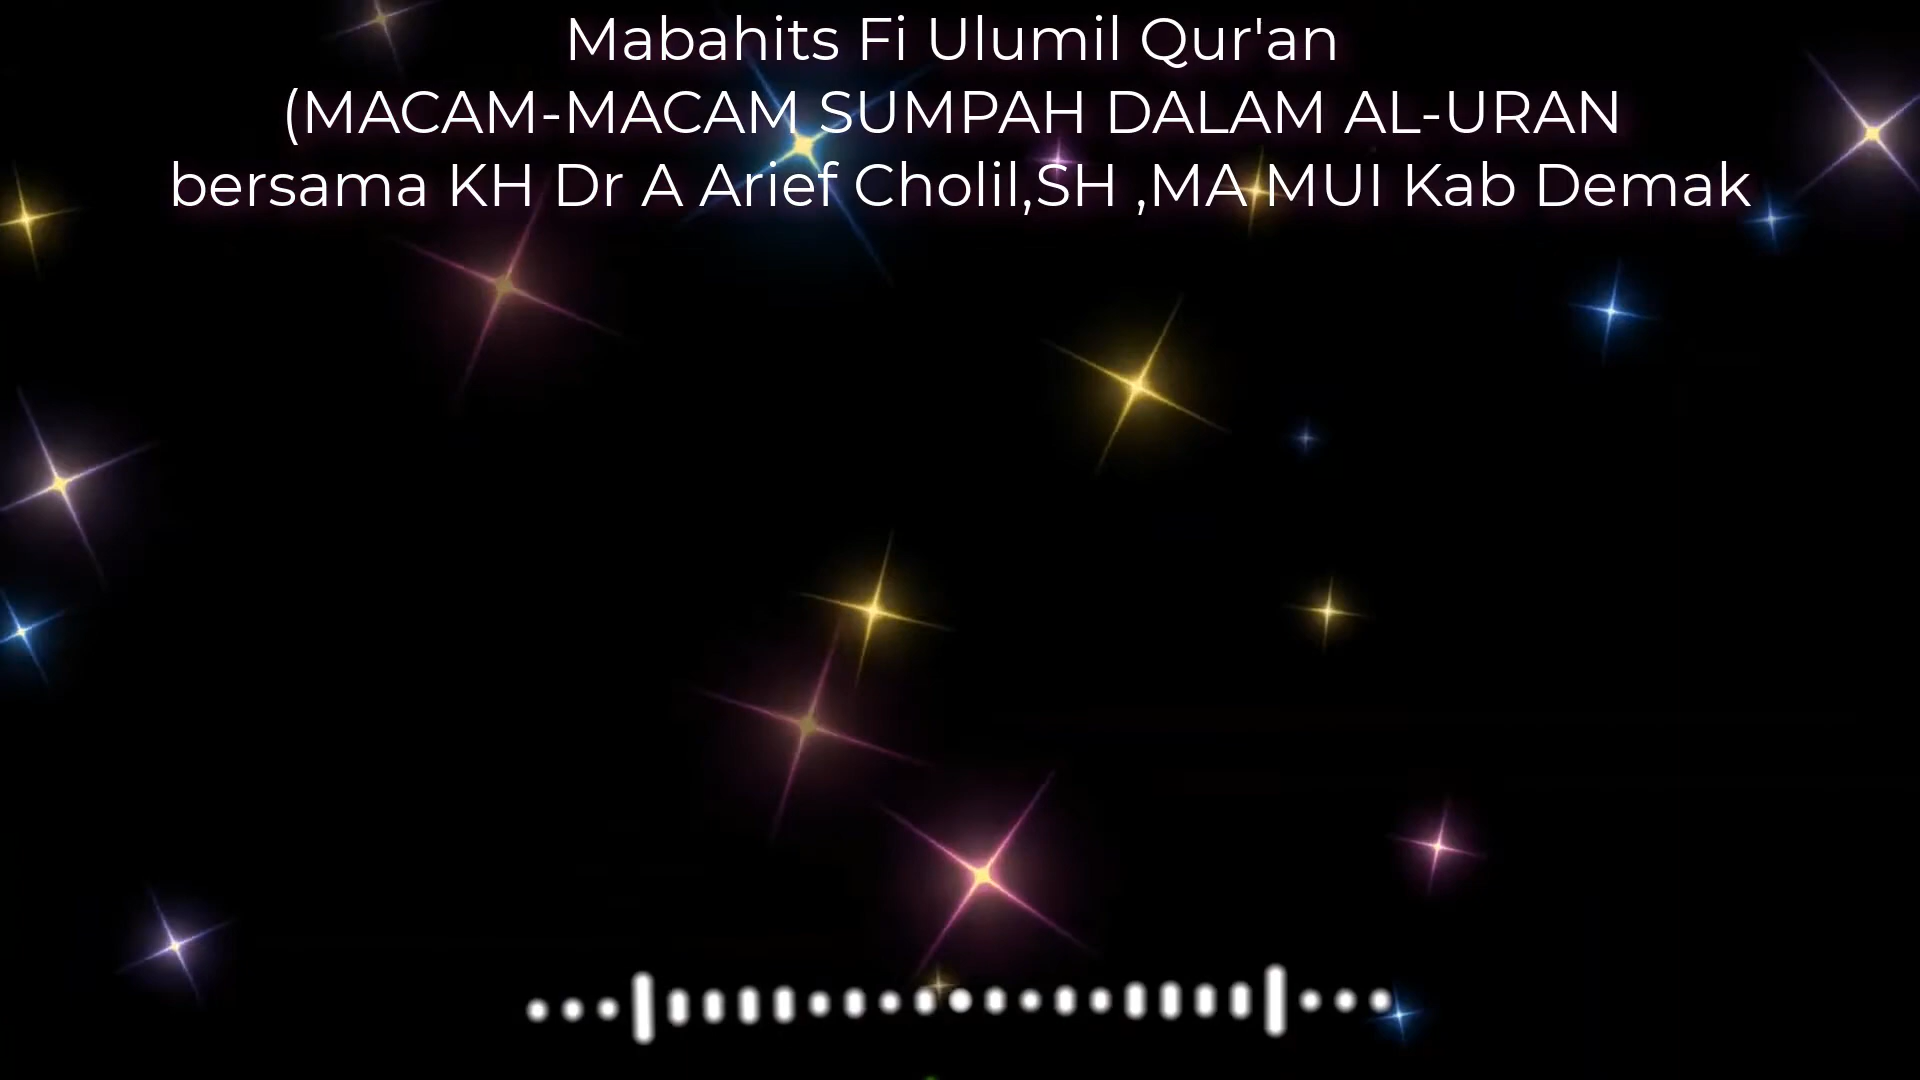 Mabahits Fi Ulumil Qur'an
(MACAM-MACAM SUMPAH DALAM AL-URAN
bersama KH Dr A Arief Cholil,SH ,MA MUI Kab Demak